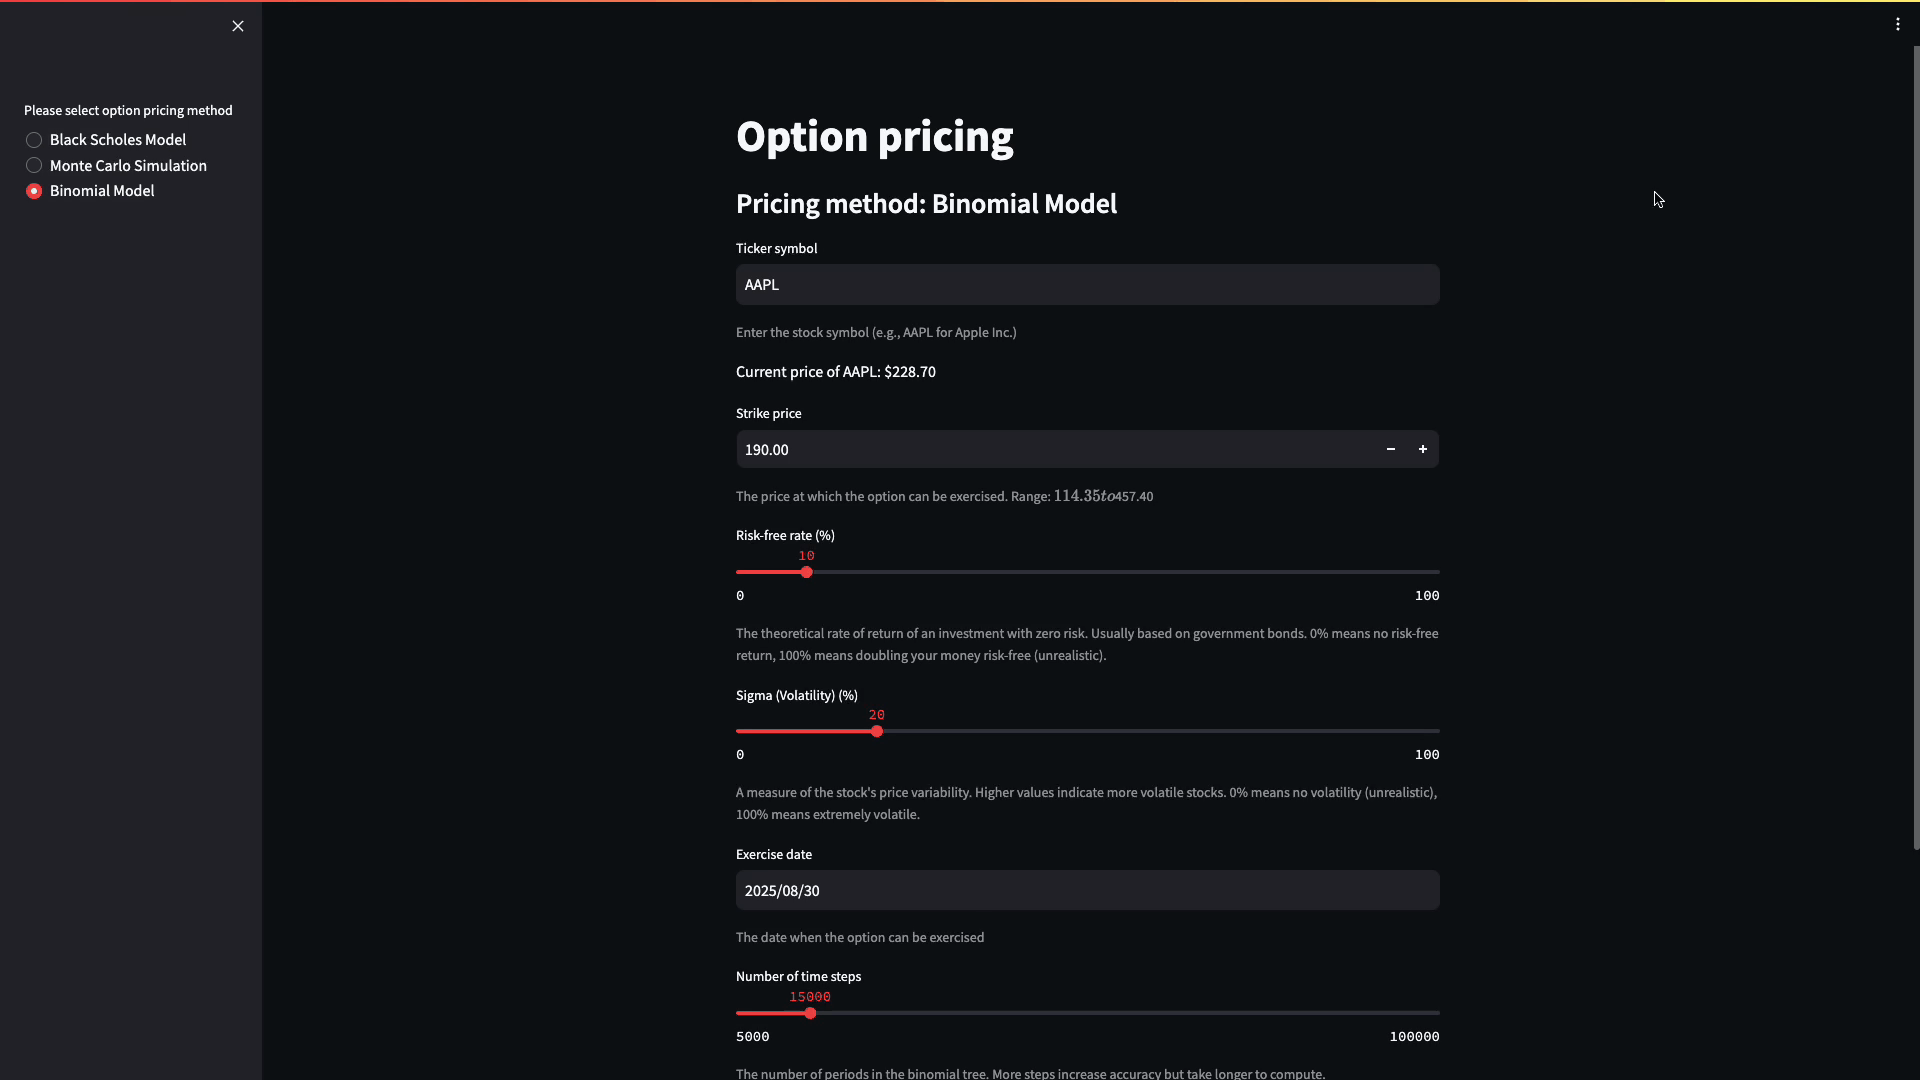 Please select option pricing method
Black Scholes Model
Monte Carlo Simulation
Binomial Model
Option pricing
Pricing method: Binomial Model
Ticker symbol
AAPL
Enter the stock symbol (e.g., AAPL for Apple Inc.)
Current price of AAPL: $228.70
Strike price
190.00
The price at which the option can be exercised. Range: 114.35to457.40
Risk-free rate (%)
10
0 100
The theoretical rate of return of an investment with zero risk. Usually based on government bonds. 0% means no risk-free
return, 100% means doubling your money risk-free (unrealistic).
Sigma (Volatility) (%)
20
0 100
A measure of the stock's price variability. Higher values indicate more volatile stocks. 0% means no volatility (unrealistic),
100% means extremely volatile.
Exercise date
2025/08/30
The date when the option can be exercised
Number of time steps
15000
5000 100000
The number of periods in the binomial tree. More steps increase accuracy but take longer to compute.